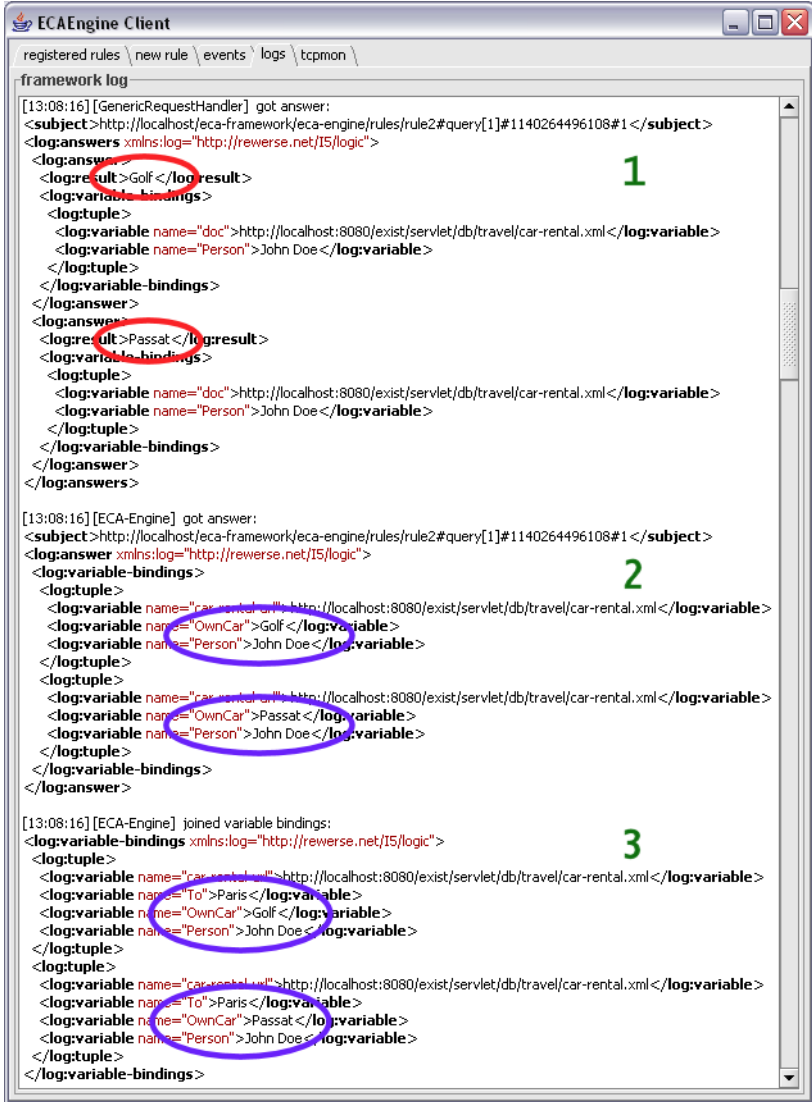 ECAEngine Client
registered rules new rule events logs tcpmon
framework log
[13:08:16] [GenericRequestHandler] got answer:
<subject>http://localhost/eca-framework/eca-engine/rules/rule2#query[1]#1140264496108#1</subject>
<log:answers xmlns:log="http://rewerse.net/I5/logic">
<log:answer>
1
<log:result>Golf</log:result>
<log:variable-bindings>
<log:tuple>
<log:variable name="doc">http://localhost:8080/exist/servlet/db/travel/car-rental.xml</log:variable>
<log:variable name="Person">John Doe</log:variable>
</log:tuple>
</log:variable-bindings>
</log:answer>
<log:answer>
<log:result>Passat</log:result>
<log:variable-bindings>
<log:tuple>
<log:variable name="doc">http://localhost:8080/exist/servlet/db/travel/car-rental.xml</log:variable>
<log:variable name="Person">John Doe</log:variable>
</log:tuple>
</log:variable-bindings>
</log:answer>
</log:answers>
[13:08:16] [ECA-Engine] got answer:
<subject>http://localhost/eca-framework/eca-engine/rules/rule2#query[1]#1140264496108#1</subject>
<log:answer xmlns:log="http://rewerse.net/I5/logic">
<log:variable-bindings>
2
<log:tuple>
<log:variable name="car-rental-url">http://localhost:8080/exist/servlet/db/travel/car-rental.xml</log:variable>
<log:variable name="OwnCar">Golf</log:variable>
<log:variable name="Person">John Doe</log:variable>
</log:tuple>
<log:tuple>
<log:variable name="car-rental-url">http://localhost:8080/exist/servlet/db/travel/car-rental.xml</log:variable>
<log:variable name="OwnCar">Passat</log:variable>
<log:variable name="Person">John Doe</log:variable>
</log:tuple>
</log:variable-bindings>
</log:answer>
[13:08:16] [ECA-Engine] joined variable bindings:
<log:variable-bindings xmlns:log="http://rewerse.net/I5/logic">
3
<log:tuple>
<log:variable name="car-rental-url">http://localhost:8080/exist/servlet/db/travel/car-rental.xml</log:variable>
<log:variable name="To">Paris</log:variable>
<log:variable name="OwnCar">Golf</log:variable>
<log:variable name="Person">John Doe</log:variable>
</log:tuple>
<log:tuple>
<log:variable name="car-rental-url">http://localhost:8080/exist/servlet/db/travel/car-rental.xml</log:variable>
<log:variable name="To">Paris</log:variable>
<log:variable name="OwnCar">Passat</log:variable>
<log:variable name="Person">John Doe</log:variable>
</log:tuple>
</log:variable-bindings>